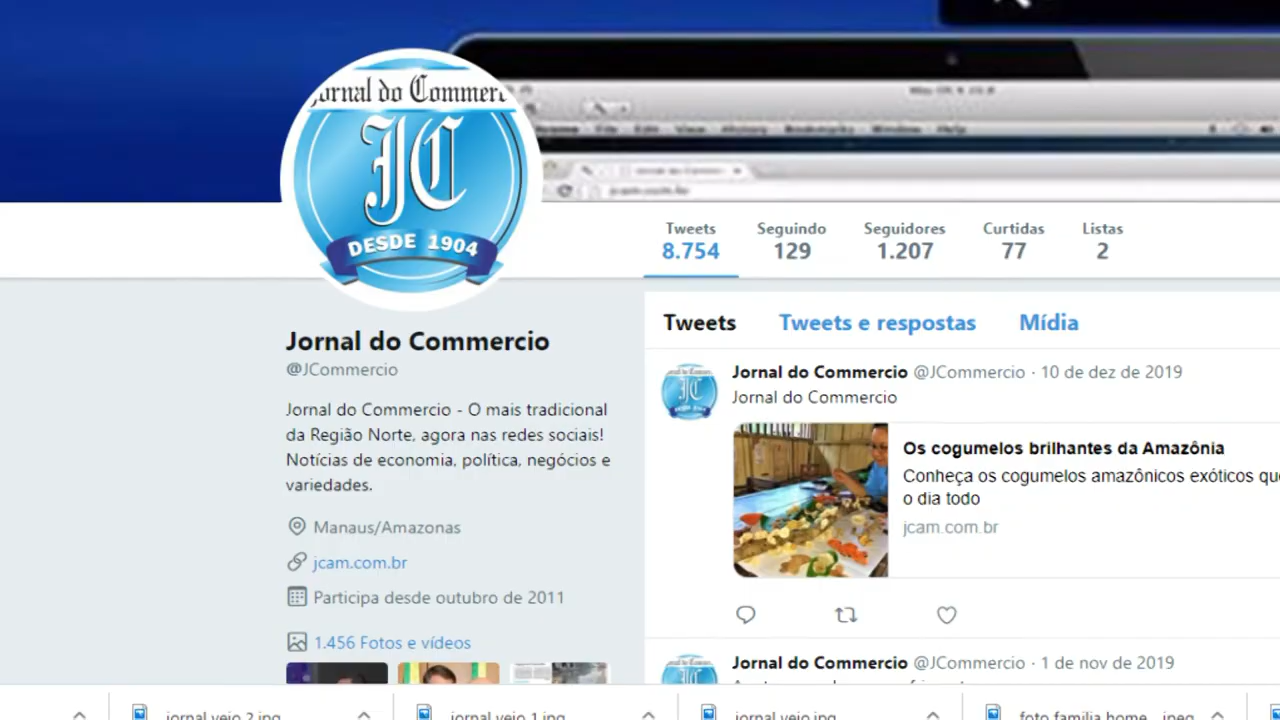 Jornal do Commerc
JC
DESDE 1904
Tweets
8.754
Seguindo
129
Seguidores
1.207
Curtidas
77
Listas
2
Jornal do Commercio
@JCommercio
Jornal do Commercio - O mais tradicional
da Região Norte, agora nas redes sociais!
Notícias de economia, política, negócios e
variedades.
Manaus/Amazonas
jcam.com.br
Participa desde outubro de 2011
1.456 Fotos e vídeos
Tweets Tweets e respostas Mídia
Jornal do Commercio @JCommercio · 10 de dez de 2019
Jornal do Commercio
Os cogumelos brilhantes da Amazônia
Conheça os cogumelos amazônicos exóticos qu
o dia todo
jcam.com.br
Jornal do Commercio @JCommercio · 1 de nov de 2019
jornal veio 2.jpg
jornal veio 1.jpg
jornal veio.jpg
foto familia home....jpeg